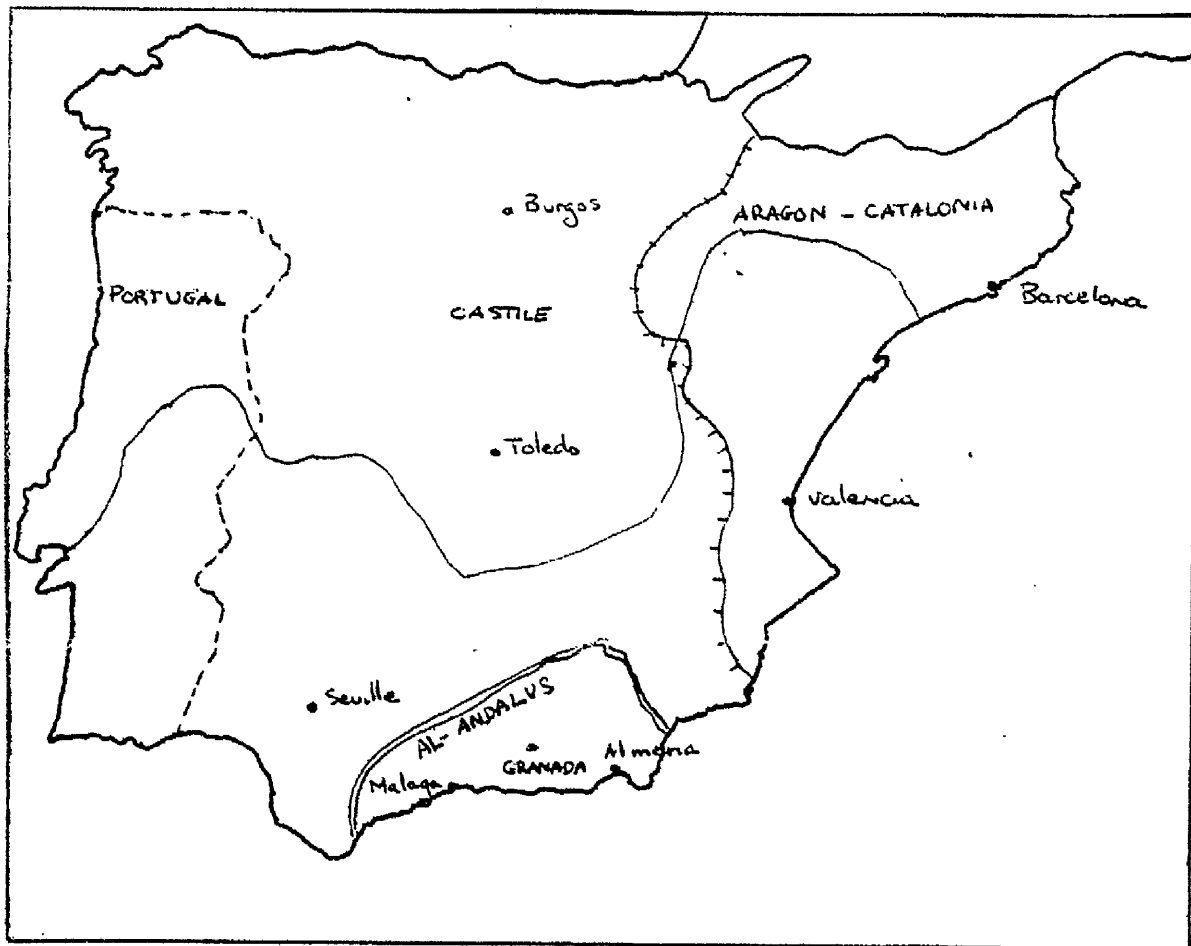 Burgos
ARAGON - CATALONIA
PORTUGAL
CASTILE
Barcelona
Toledo
Valencia
Seville
AL-ANDALUS
GRANADA
Almeria
Malaga